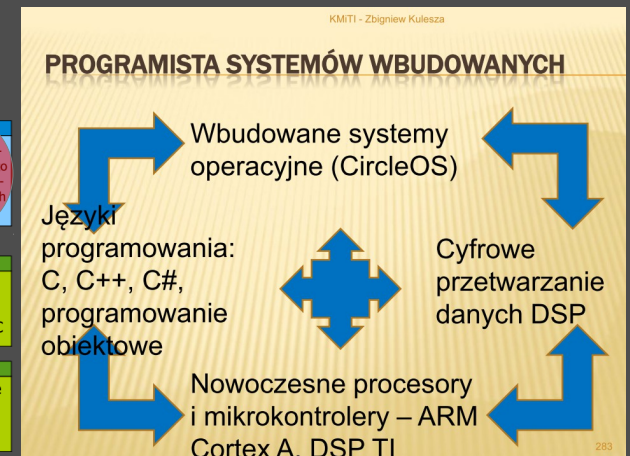 KMiTI - Zbigniew Kulesza
PROGRAMISTA SYSTEMÓW WBUDOWANYCH
Wbudowane systemy
operacyjne (CircleOS)
Języki
programowania:
C, C++, C#,
programowanie
obiektowe
Cyfrowe
przetwarzanie
danych DSP
Nowoczesne procesory
i mikrokontrolery – ARM
Cortex A, DSP TI
283